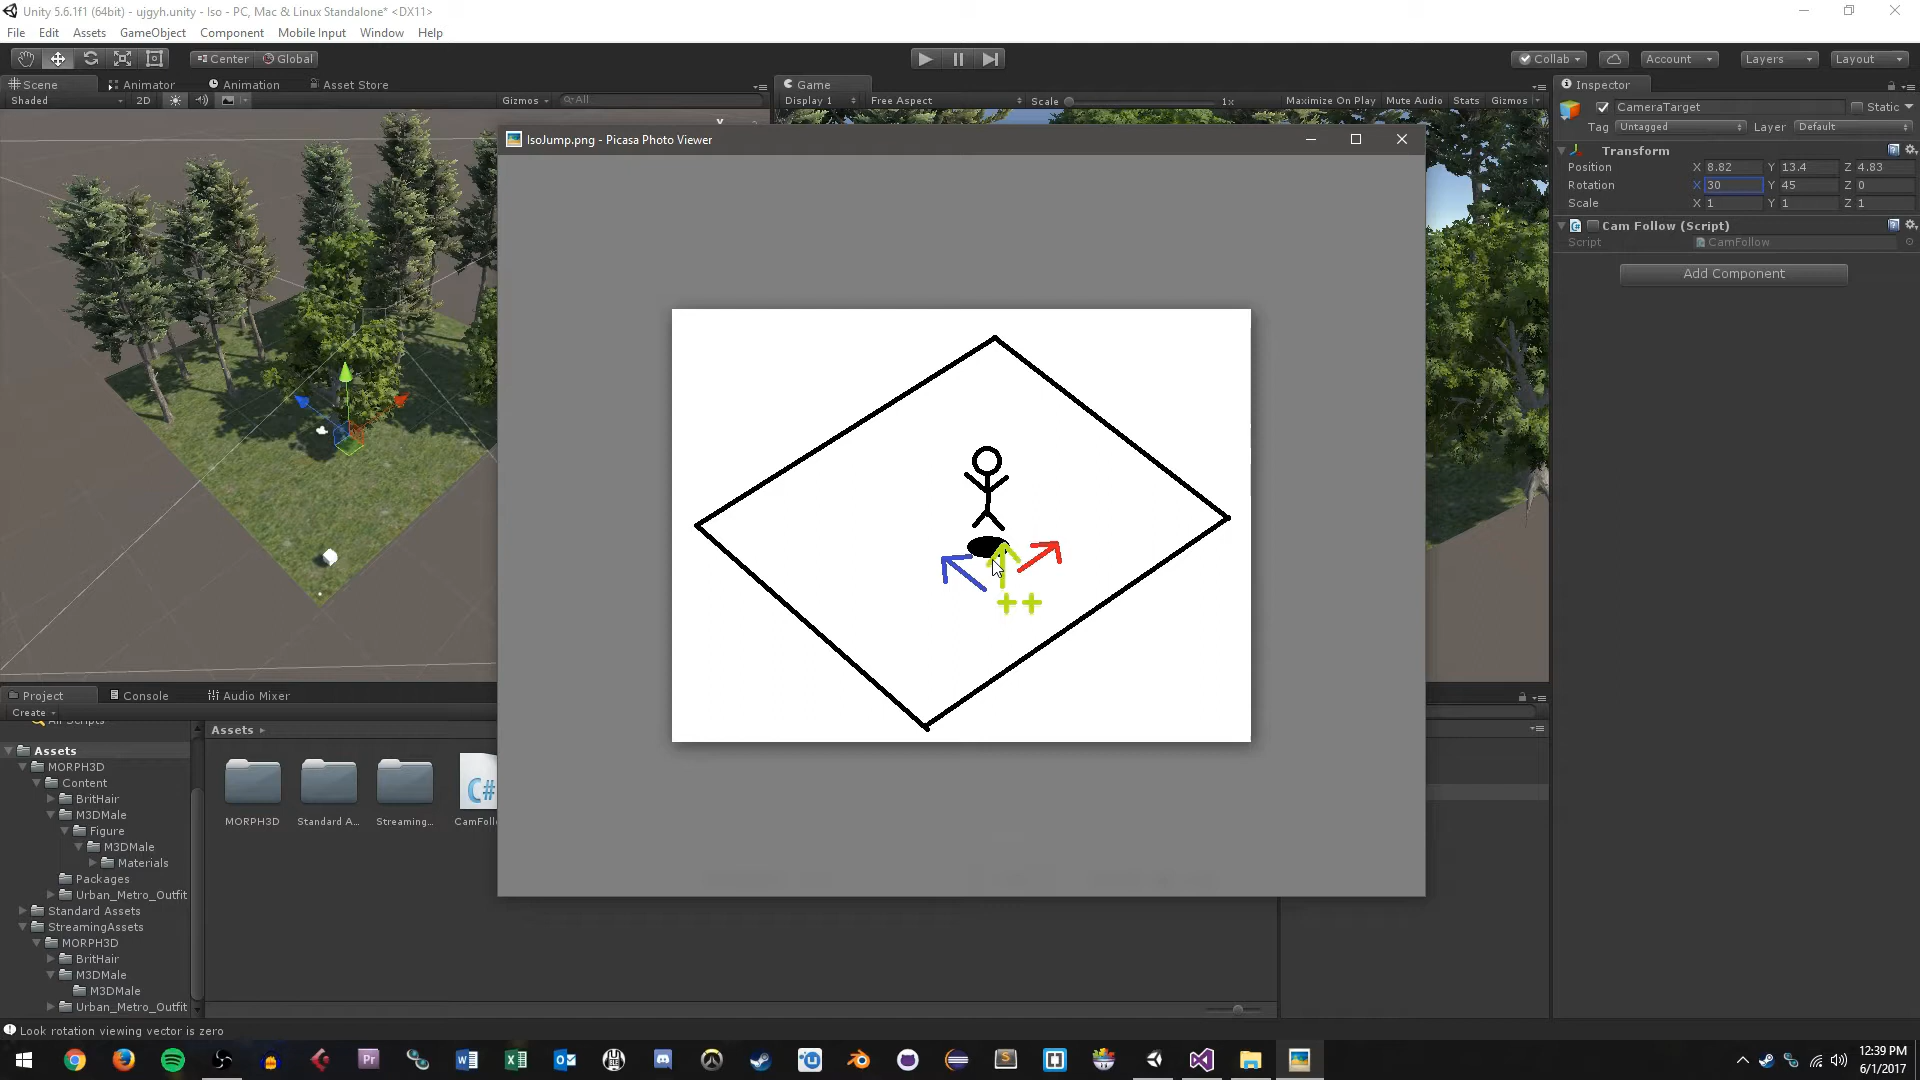 Unity 5.6.1f1 (64bit) - ujgyh.unity - Iso - PC, Mac & Linux Standalone* <DX11>
File Edit Assets GameObject Component Mobile Input Window Help
Center Global Collab Account Layers Layout
Scene Animator Animation Asset Store Game Inspector
Shaded 2D Gizmos All Display 1 Free Aspect Scale 1x Maximize On Play Mute Audio Stats Gizmos
CameraTarget Static
Tag Untagged Layer Default
IsoJump.png - Picasa Photo Viewer
Transform
Position X 8.82 Y 13.4 Z 4.83
Rotation X 30 Y 45 Z 0
Scale X 1 Y 1 Z 1
Cam Follow (Script)
Script CamFollow
Add Component
++
Project Console Audio Mixer
Create
All Scripts
Assets
Assets
MORPH3D
Content
BritHair
M3DMale
Figure
M3DMale
Materials
Packages
Urban_Metro_Outfit
Standard Assets
StreamingAssets
MORPH3D
BritHair
M3DMale
M3DMale
Urban_Metro_Outfit
C#
MORPH3D Standard A... Streaming... CamFoll
Look rotation viewing vector is zero
Pr
12:39 PM
6/1/2017